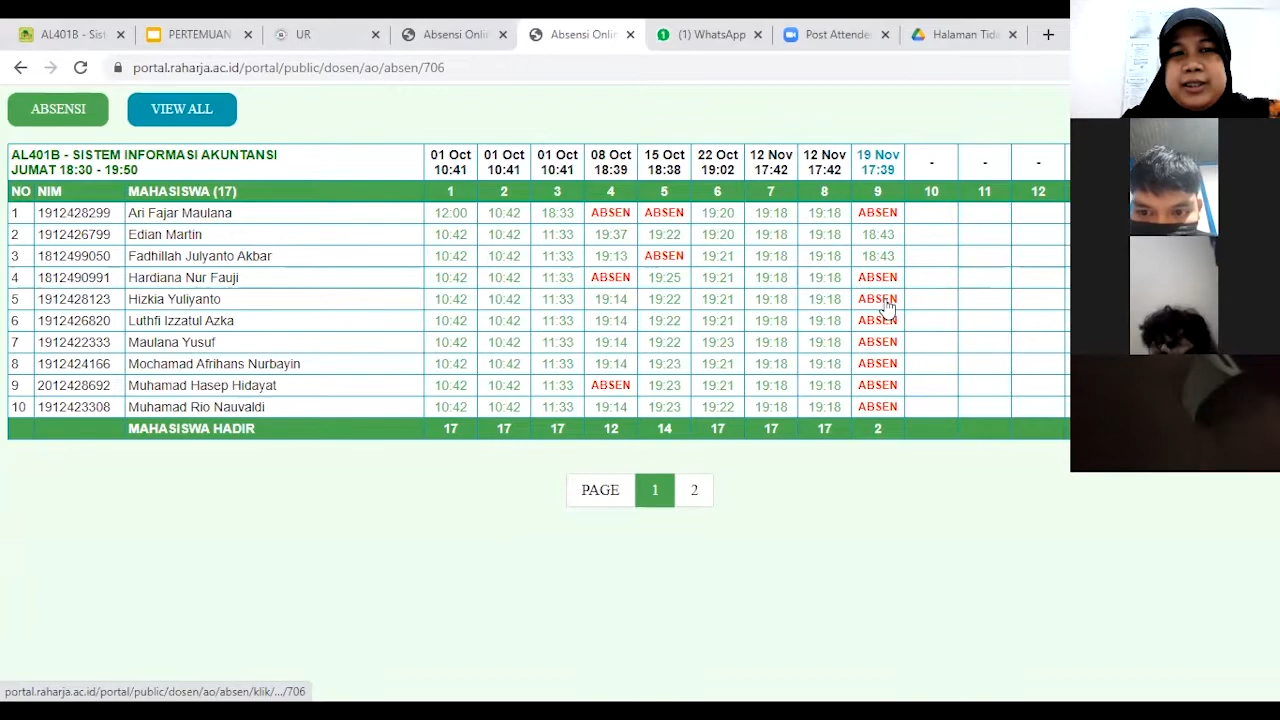 AL401B - Sist
PERTEMUAN
UR
Absensi Onli
(1) WhatsApp
Post Attende
Halaman Tida
ABSENSI VIEW ALL
AL401B - SISTEM INFORMASI AKUNTANSI
JUMAT 18:30 - 19:50
01 Oct 01 Oct 01 Oct 08 Oct 15 Oct 22 Oct 12 Nov 12 Nov 19 Nov - - -
10:41 10:41 10:41 18:39 18:38 19:02 17:42 17:42 17:39
NO NIM MAHASISWA (17) 1 2 3 4 5 6 7 8 9 10 11 12
1 1912428299 Ari Fajar Maulana 12:00 10:42 18:33 ABSEN ABSEN 19:20 19:18 19:18 ABSEN
2 1912426799 Edian Martin 10:42 10:42 11:33 19:37 19:22 19:20 19:18 19:18 18:43
3 1812499050 Fadhillah Julyanto Akbar 10:42 10:42 11:33 19:13 ABSEN 19:21 19:18 19:18 18:43
4 1812490991 Hardiana Nur Fauji 10:42 10:42 11:33 ABSEN 19:25 19:21 19:18 19:18 ABSEN
5 1912428123 Hizkia Yuliyanto 10:42 10:42 11:33 19:14 19:22 19:21 19:18 19:18 ABSEN
6 1912426820 Luthfi Izzatul Azka 10:42 10:42 11:33 19:14 19:22 19:21 19:18 19:18 ABSEN
7 1912422333 Maulana Yusuf 10:42 10:42 11:33 19:14 19:22 19:23 19:18 19:18 ABSEN
8 1912424166 Mochamad Afrihans Nurbayin 10:42 10:42 11:33 19:14 19:23 19:21 19:18 19:18 ABSEN
9 2012428692 Muhamad Hasep Hidayat 10:42 10:42 11:33 ABSEN 19:23 19:21 19:18 19:18 ABSEN
10 1912423308 Muhamad Rio Nauvaldi 10:42 10:42 11:33 19:14 19:23 19:22 19:18 19:18 ABSEN
MAHASISWA HADIR 17 17 17 12 14 17 17 17 2
PAGE 1 2
portal.raharja.ac.id/portal/public/dosen/ao/absen/klik/.../706